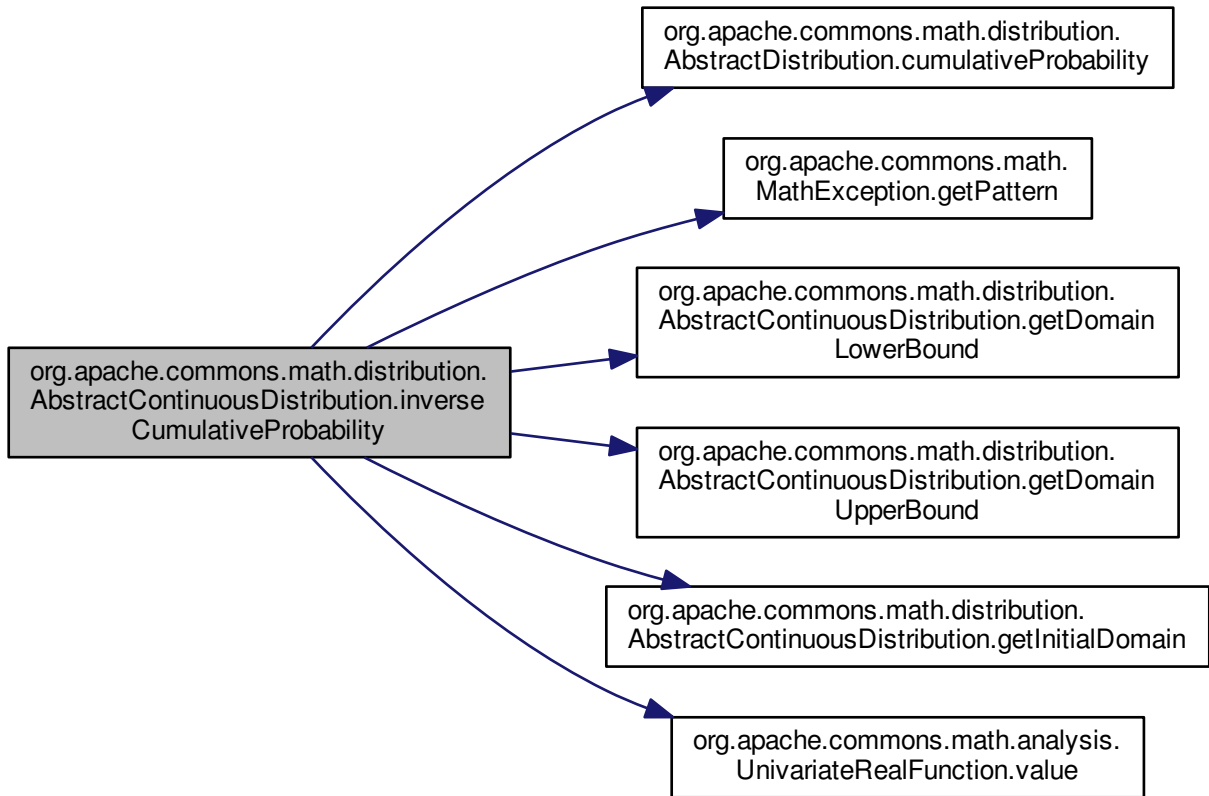 org.apache.commons.math.distribution.
AbstractDistribution.cumulativeProbability
org.apache.commons.math.
MathException.getPattern
org.apache.commons.math.distribution.
AbstractContinuousDistribution.getDomain
LowerBound
org.apache.commons.math.distribution.
AbstractContinuousDistribution.inverse
CumulativeProbability
org.apache.commons.math.distribution.
AbstractContinuousDistribution.getDomain
UpperBound
org.apache.commons.math.distribution.
AbstractContinuousDistribution.getInitialDomain
org.apache.commons.math.analysis.
UnivariateRealFunction.value